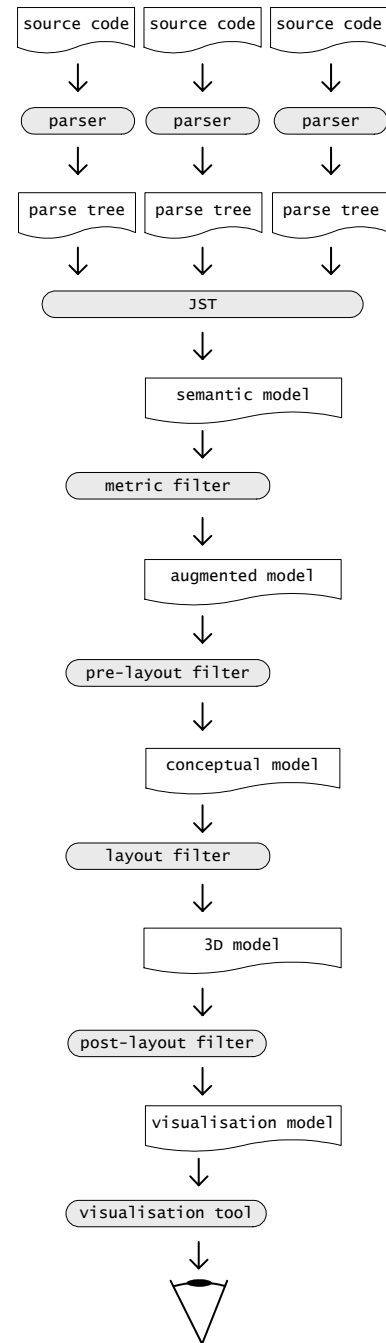 source code source code source code
parser parser parser
parse tree parse tree parse tree
JST
semantic model
metric filter
augmented model
pre-layout filter
conceptual model
layout filter
3D model
post-layout filter
visualisation model
visualisation tool